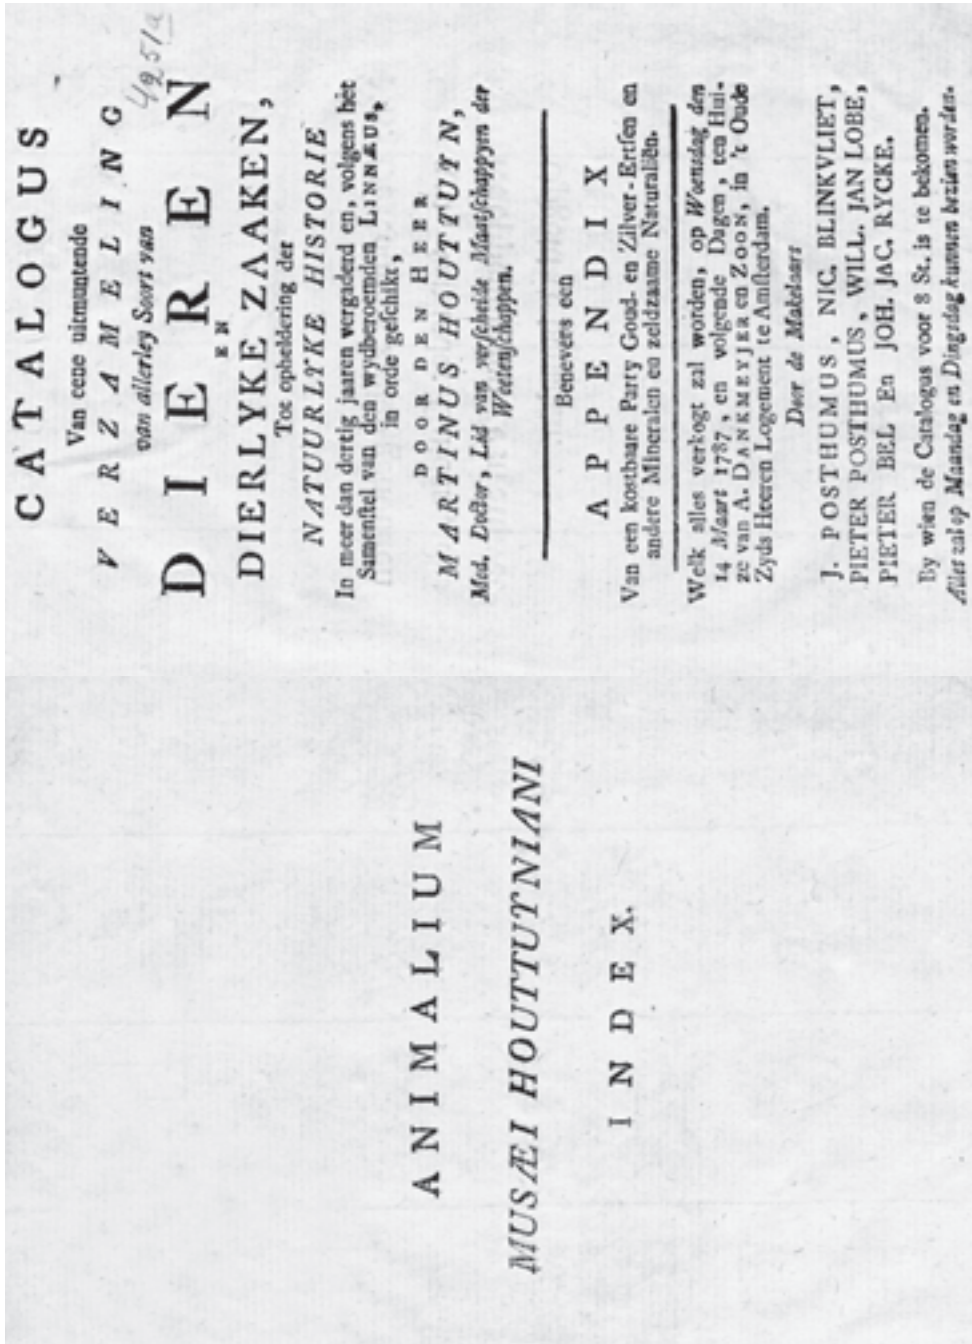 ANIMALIUM
MUSÆI HOUTTUYNIANI
INDEX.
CATALOGUS
Van eene uitmuntende
VERZAMELING
van allerley Soort van
DIEREN
EN
DIERLYKE ZAAKEN,
Tot opheldering der
NATUURLYKE HISTORIE
In meer dan dertig jaaren vergaderd en, volgens het
Samenſtel van den wydberoemden LINNÆUS,
in orde geſchikt,
DOOR DEN HEER
MARTINUS HOUTTUYN,
Med. Doctor, Lid van verſcheide Maatſchappyen der
Weetenſchappen.
Benevens een
APPENDIX
Van een kostbaare Parry Goud- en Zilver-Ertſen en
andere Mineralen en zeldzaame Naturaliën.
Welk alles verkogt zal worden, op Woensdag den
14 Maart 1787, en volgende Dagen, ten Hui-
ze van A. DANKMEYJER en ZOON, in 't Oude
Zyds Heeren Logement te Amſterdam.
Door de Makelaars
J. POSTHUMUS, NIC. BLINKVLIET,
PIETER POSTHUMUS, WILL. JAN LOBE,
PIETER BEL En JOH. JAC. RYCKE.
By wien de Catalogus voor 8 St. is te bekomen.
Alles zal op Maandag en Dingsdag kunnen bezien worden.